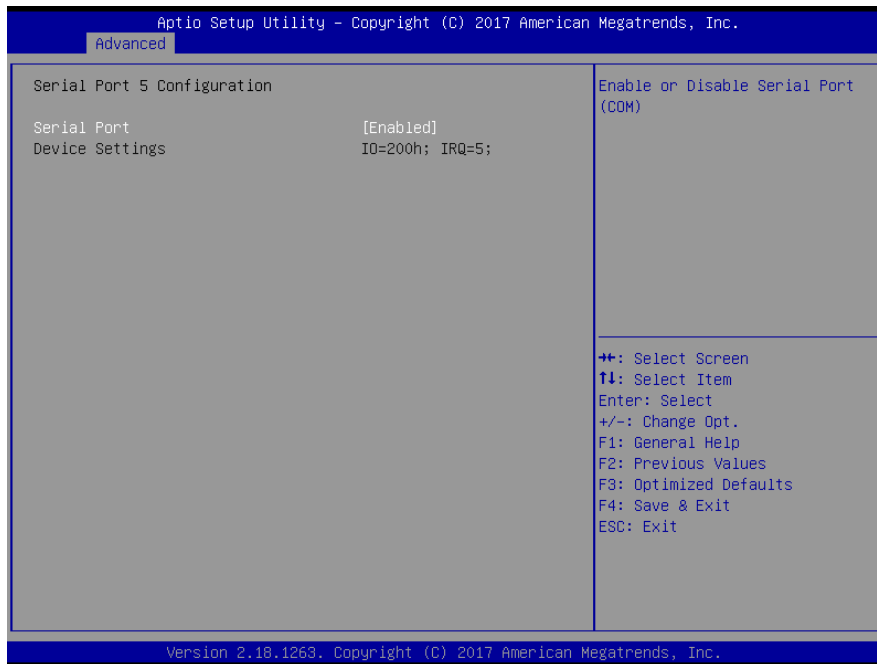 Aptio Setup Utility – Copyright (C) 2017 American Megatrends, Inc.
Advanced
Serial Port 5 Configuration
Serial Port [Enabled]
Device Settings IO=200h; IRQ=5;
Enable or Disable Serial Port
(COM)
→←: Select Screen
↑↓: Select Item
Enter: Select
+/-: Change Opt.
F1: General Help
F2: Previous Values
F3: Optimized Defaults
F4: Save & Exit
ESC: Exit
Version 2.18.1263. Copyright (C) 2017 American Megatrends, Inc.